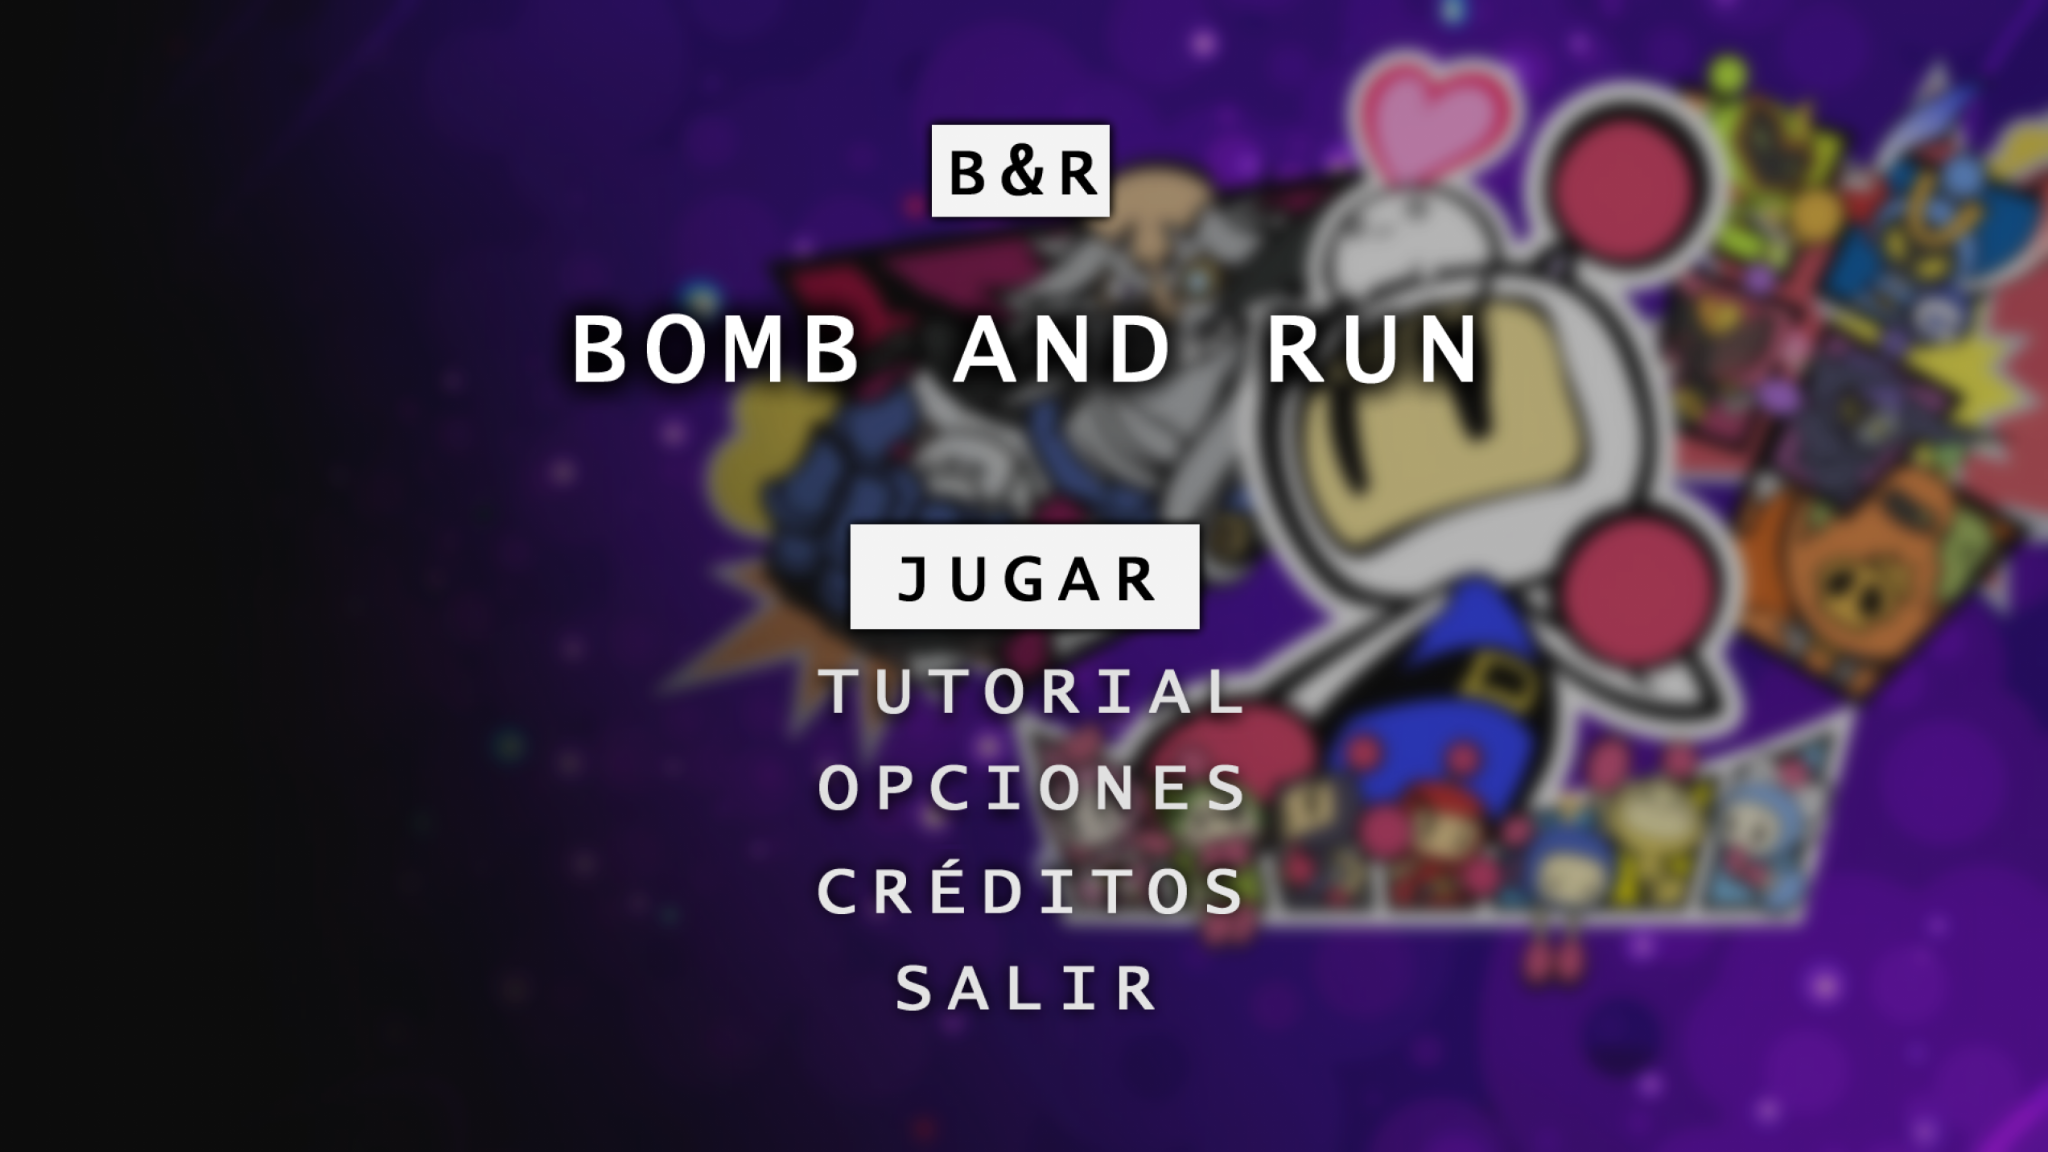 B&R
BOMB AND RUN
JUGAR
TUTORIAL
OPCIONES
CRÉDITOS
SALIR